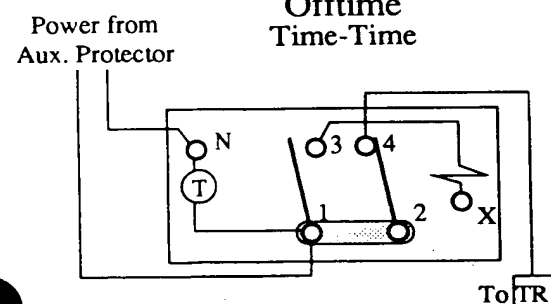 Offtime
Time-Time
Power from
Aux. Protector
N
3
4
T
1
2
X
To TR